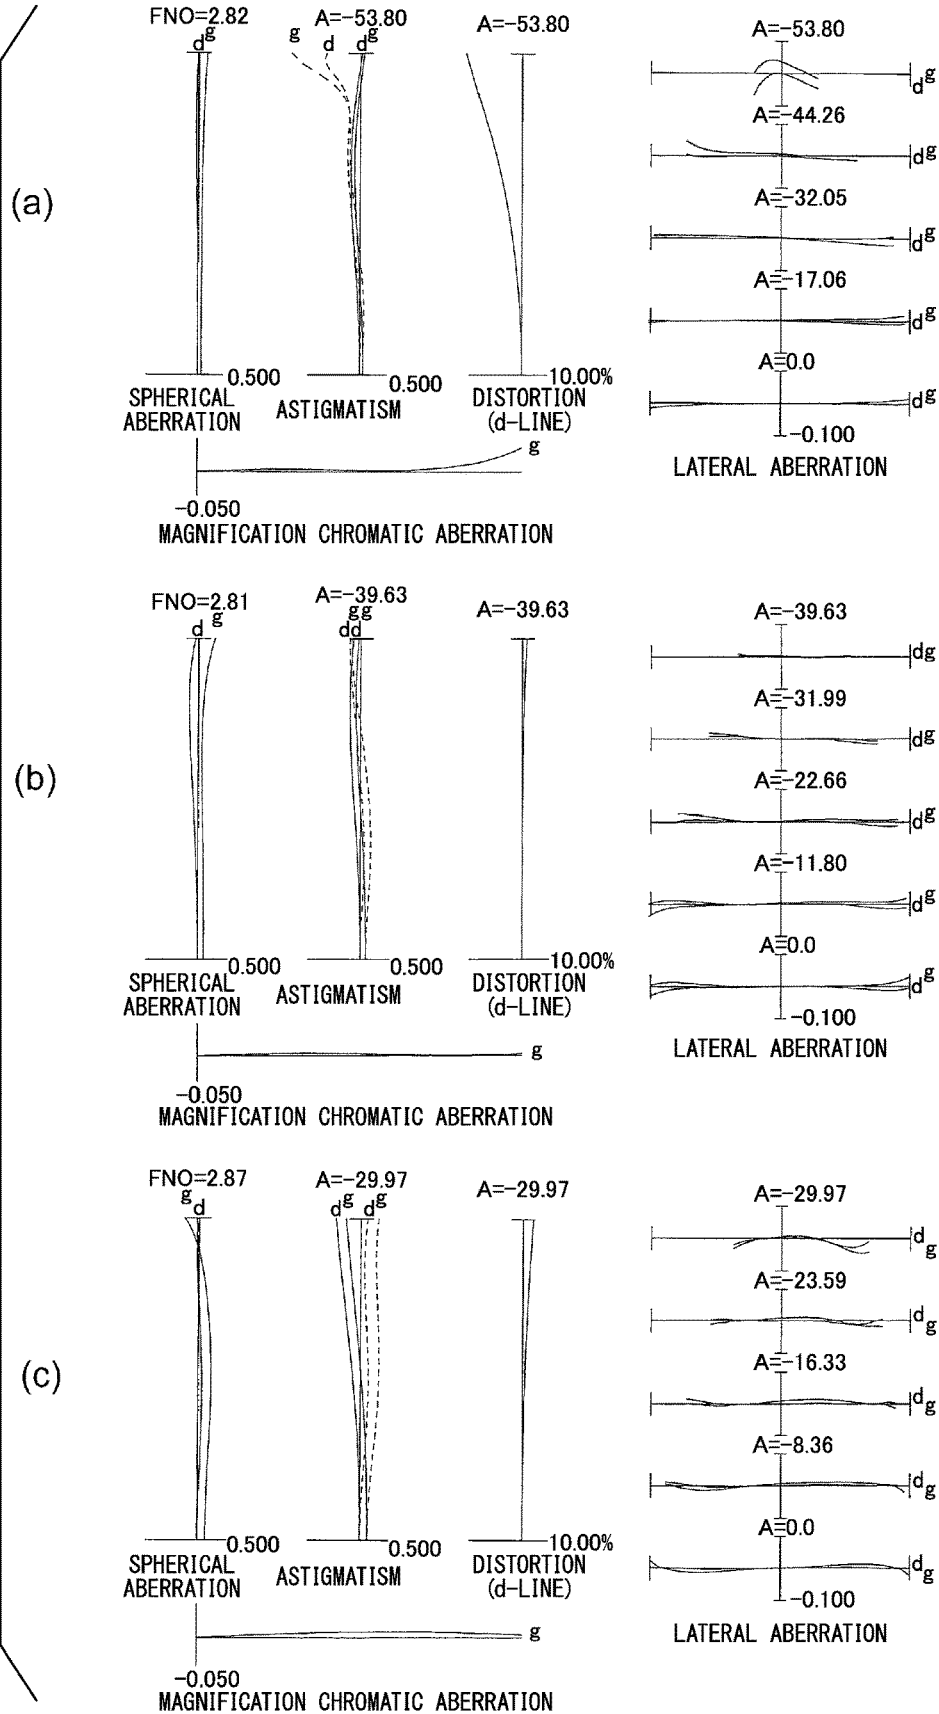 (a)
FNO=2.82
d g
A=-53.80
g d d g
A=-53.80
0.500
SPHERICAL
ABERRATION
0.500
ASTIGMATISM
10.00%
DISTORTION
(d-LINE)
g
-0.050
MAGNIFICATION CHROMATIC ABERRATION
A=-53.80
d g
A=-44.26
d g
A=-32.05
d g
A=-17.06
d g
A=0.0
d g
-0.100
LATERAL ABERRATION
(b)
FNO=2.81
d g
A=-39.63
g g
d d
A=-39.63
0.500
SPHERICAL
ABERRATION
0.500
ASTIGMATISM
10.00%
DISTORTION
(d-LINE)
g
-0.050
MAGNIFICATION CHROMATIC ABERRATION
A=-39.63
d g
A=-31.99
d g
A=-22.66
d g
A=-11.80
d g
A=0.0
d g
-0.100
LATERAL ABERRATION
(c)
FNO=2.87
g d
A=-29.97
d g d g
A=-29.97
0.500
SPHERICAL
ABERRATION
0.500
ASTIGMATISM
10.00%
DISTORTION
(d-LINE)
g
-0.050
MAGNIFICATION CHROMATIC ABERRATION
A=-29.97
d g
A=-23.59
d g
A=-16.33
d g
A=-8.36
d g
A=0.0
d g
-0.100
LATERAL ABERRATION